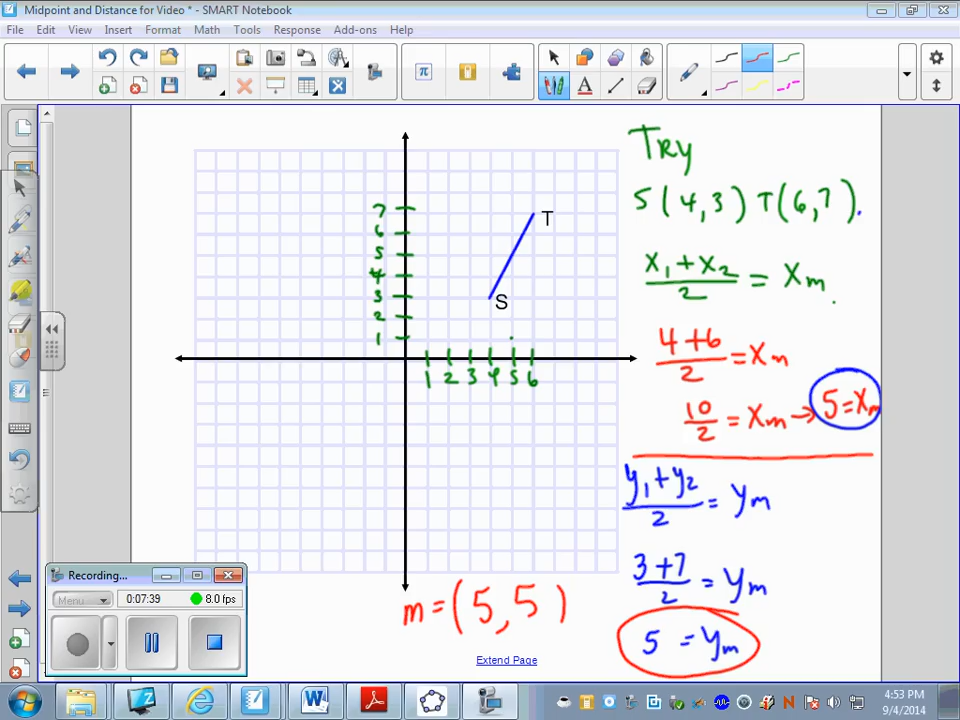 Midpoint and Distance for Video * - SMART Notebook
File Edit View Insert Format Math Tools Response Add-ons Help
Try
S(4,3) T(6,7).
x₁+x₂/2 = xm
4+6/2 = xm
10/2 = xm → 5=xm
y₁+y₂/2 = ym
3+7/2 = ym
5 = ym
7
6
5
4
3
2
1
1 2 3 4 5 6
T
S
m=(5,5)
Extend Page
Recording...
Menu
0:07:39
8.0 fps
4:53 PM
9/4/2014